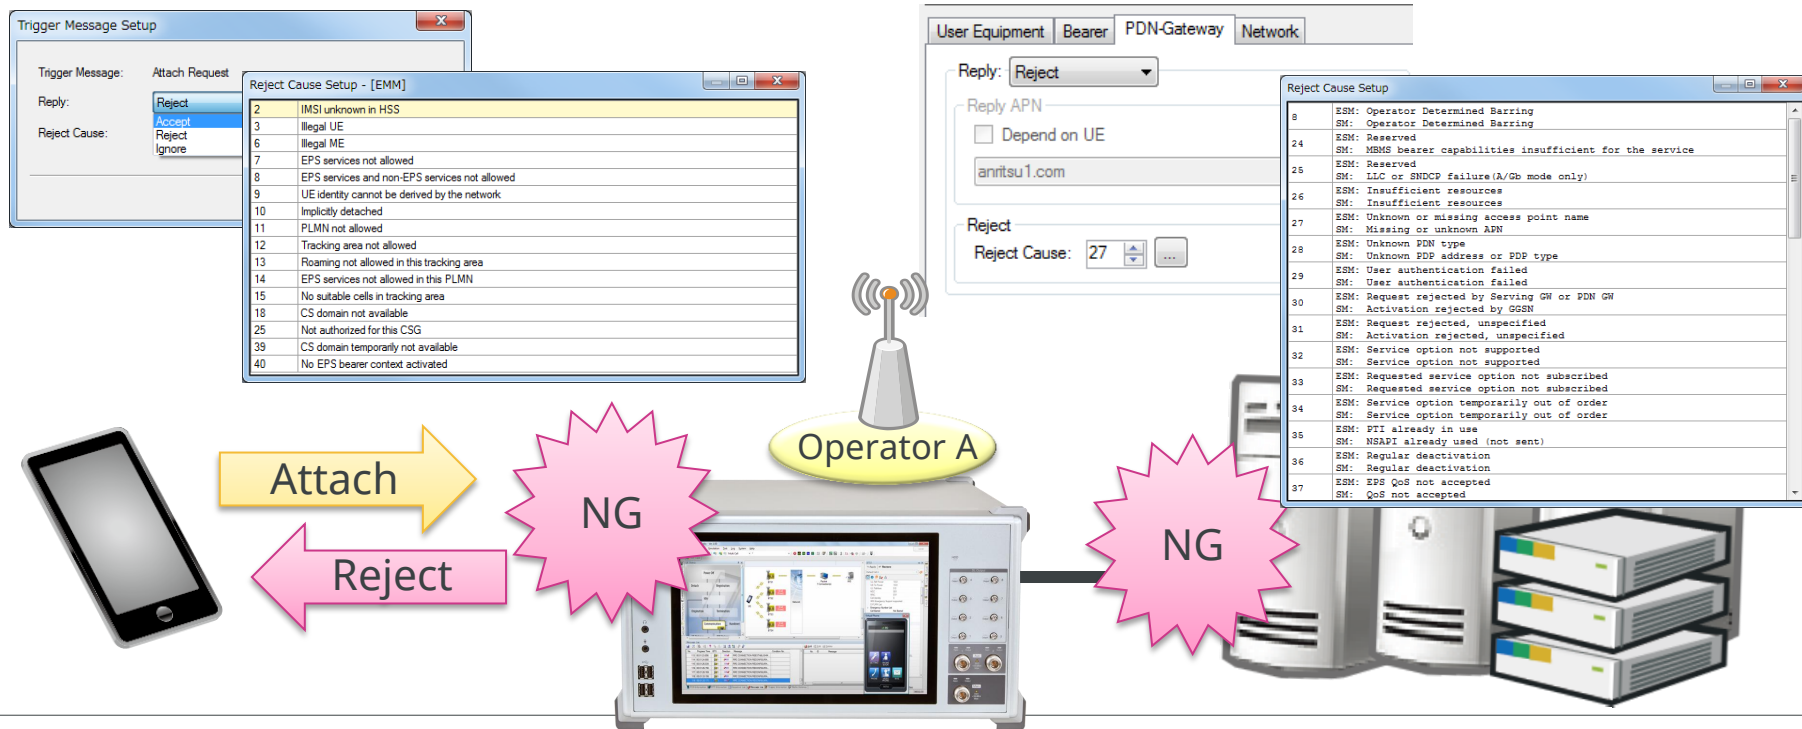 Trigger Message Setup
Trigger Message: Attach Request
Reply: Reject
Accept
Reject
Ignore
Reject Cause:
Reject Cause Setup - [EMM]
2 IMSI unknown in HSS
3 Illegal UE
6 Illegal ME
7 EPS services not allowed
8 EPS services and non-EPS services not allowed
9 UE identity cannot be derived by the network
10 Implicitly detached
11 PLMN not allowed
12 Tracking area not allowed
13 Roaming not allowed in this tracking area
14 EPS services not allowed in this PLMN
15 No suitable cells in tracking area
18 CS domain not available
25 Not authorized for this CSG
39 CS domain temporarily not available
40 No EPS bearer context activated
User Equipment Bearer PDN-Gateway Network
Reply: Reject
Reply APN
Depend on UE
anritsu1.com
Reject
Reject Cause: 27 ...
Reject Cause Setup
8 ESM: Operator Determined Barring
SM: Operator Determined Barring
24 ESM: Reserved
SM: MBMS bearer capabilities insufficient for the service
25 ESM: Reserved
SM: LLC or SNDCP failure(A/Gb mode only)
26 ESM: Insufficient resources
SM: Insufficient resources
27 ESM: Unknown or missing access point name
SM: Missing or unknown APN
28 ESM: Unknown PDN type
SM: Unknown PDP address or PDP type
29 ESM: User authentication failed
SM: User authentication failed
30 ESM: Request rejected by Serving GW or PDN GW
SM: Activation rejected by GGSN
31 ESM: Request rejected, unspecified
SM: Activation rejected, unspecified
32 ESM: Service option not supported
SM: Service option not supported
33 ESM: Requested service option not subscribed
SM: Requested service option not subscribed
34 ESM: Service option temporarily out of order
SM: Service option temporarily out of order
35 ESM: PTI already in use
SM: NSAPI already used (not sent)
36 ESM: Regular deactivation
SM: Regular deactivation
37 ESM: EPS QoS not accepted
SM: QoS not accepted
Operator A
Attach
Reject
NG
NG